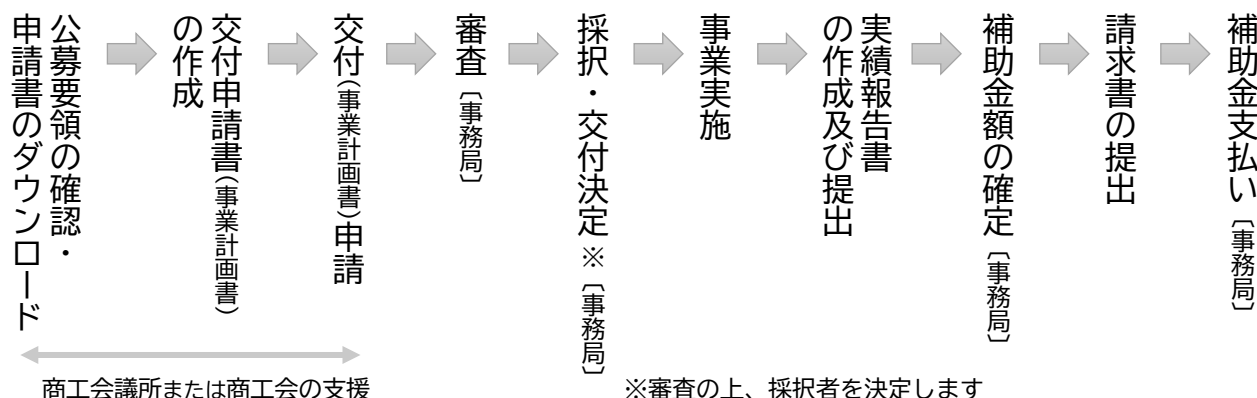 公募要領の確認・
申請書のダウンロード
交付申請書(事業計画書)
の作成
交付(事業計画書)申請
審査〔事務局〕
採択・交付決定※〔事務局〕
事業実施
実績報告書
の作成及び提出
補助金額の確定〔事務局〕
請求書の提出
補助金支払い〔事務局〕
商工会議所または商工会の支援
※審査の上、採択者を決定します